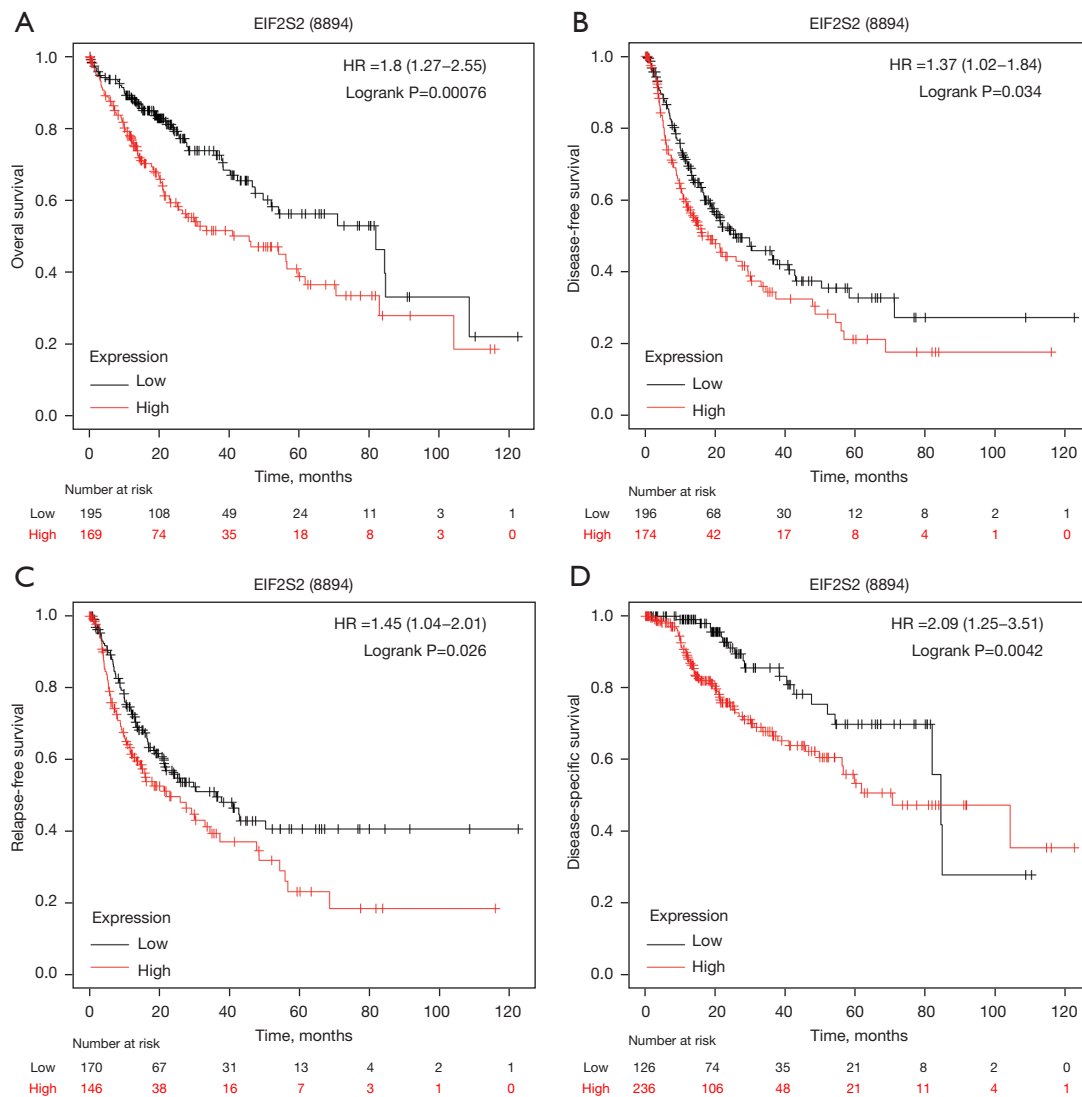 A
EIF2S2 (8894)
HR =1.8 (1.27–2.55)
Logrank P=0.00076
Overal survival
1.0
0.8
0.6
0.4
0.2
0.0
Expression
Low
High
0 20 40 60 80 100 120
Time, months
Number at risk
Low 195 108 49 24 11 3 1
High 169 74 35 18 8 3 0
B
EIF2S2 (8894)
HR =1.37 (1.02–1.84)
Logrank P=0.034
Disease-free survival
1.0
0.8
0.6
0.4
0.2
0.0
Expression
Low
High
0 20 40 60 80 100 120
Time, months
Number at risk
Low 196 68 30 12 8 2 1
High 174 42 17 8 4 1 0
C
EIF2S2 (8894)
HR =1.45 (1.04–2.01)
Logrank P=0.026
Relapse-free survival
1.0
0.8
0.6
0.4
0.2
0.0
Expression
Low
High
0 20 40 60 80 100 120
Time, months
Number at risk
Low 170 67 31 13 4 2 1
High 146 38 16 7 3 1 0
D
EIF2S2 (8894)
HR =2.09 (1.25–3.51)
Logrank P=0.0042
Disease-specific survival
1.0
0.8
0.6
0.4
0.2
0.0
Expression
Low
High
0 20 40 60 80 100 120
Time, months
Number at risk
Low 126 74 35 21 8 2 0
High 236 106 48 21 11 4 1